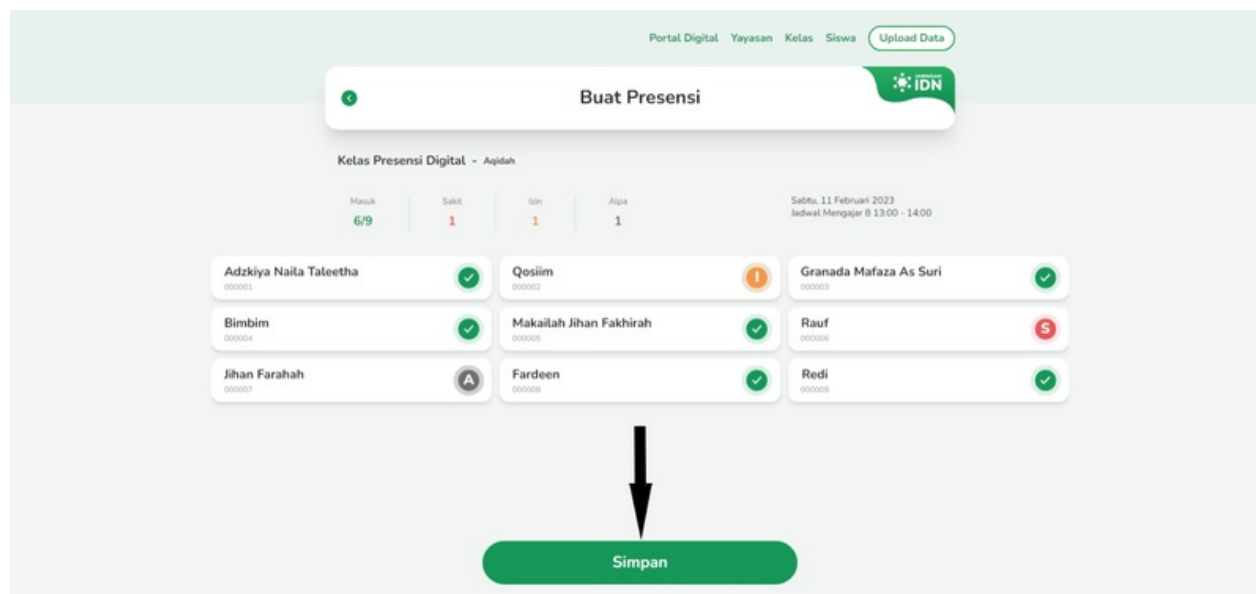 Portal Digital Yayasan Kelas Siswa Upload Data
JARINGAN
IDN
Buat Presensi
Kelas Presensi Digital - Aqidah
Masuk Sakit Izin Alpa
6/9 1 1 1
Sabtu, 11 Februari 2023
Jadwal Mengajar 8 13:00 - 14:00
Adzkiya Naila Taleetha
000001
Qosiim I
000002
Granada Mafaza As Suri
000003
Bimbim
000004
Makailah Jihan Fakhirah
000005
Rauf S
000006
Jihan Farahah A
000007
Fardeen
000008
Redi
000009
Simpan